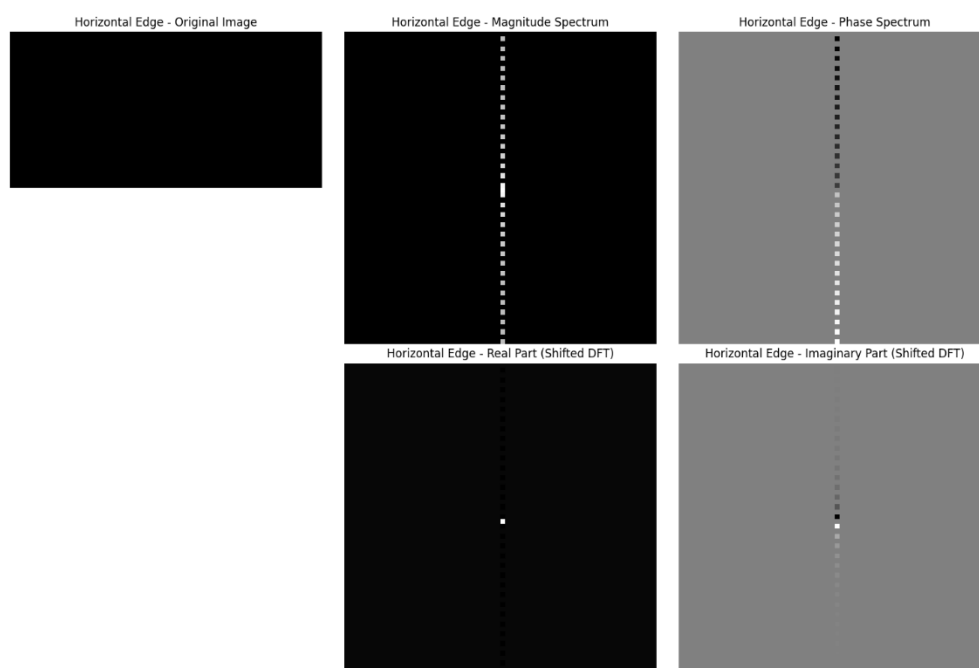 Horizontal Edge - Original Image
Horizontal Edge - Magnitude Spectrum
Horizontal Edge - Phase Spectrum
Horizontal Edge - Real Part (Shifted DFT)
Horizontal Edge - Imaginary Part (Shifted DFT)